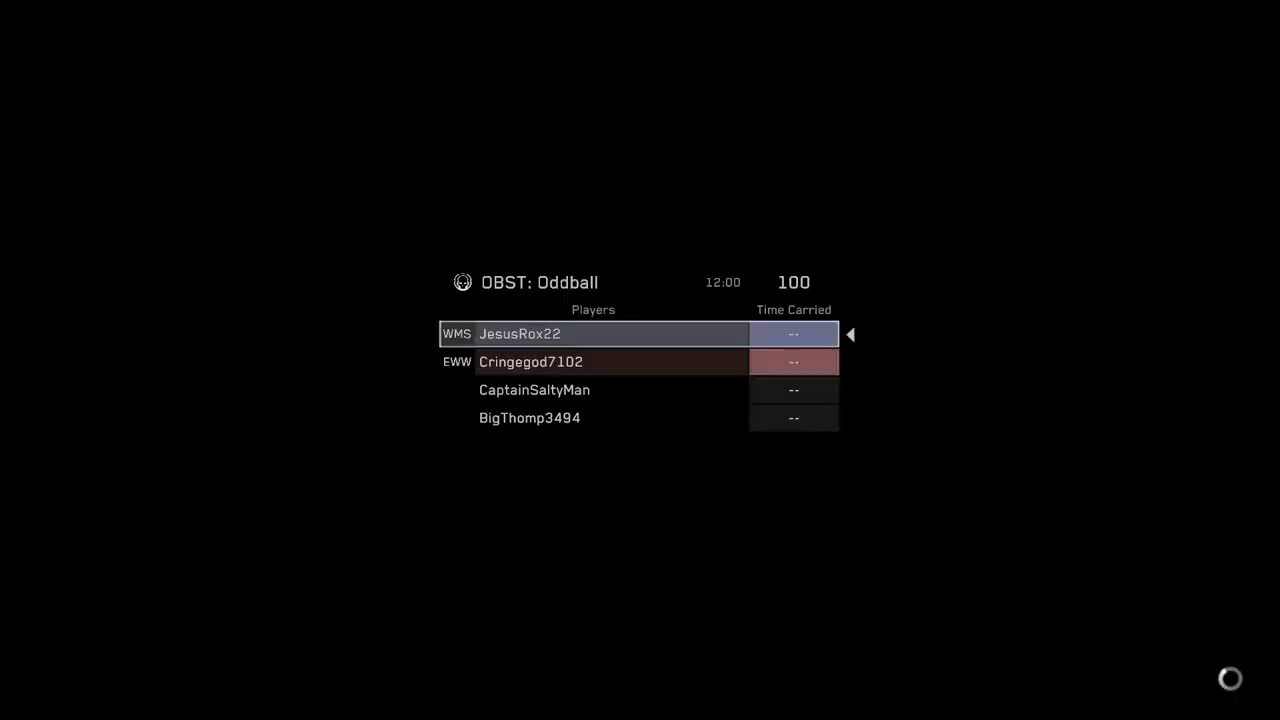 OBST: Oddball 12:00 100
Players Time Carried
WMS JesusRox22 --
EWW Cringegod7102 --
CaptainSaltyMan --
BigThomp3494 --